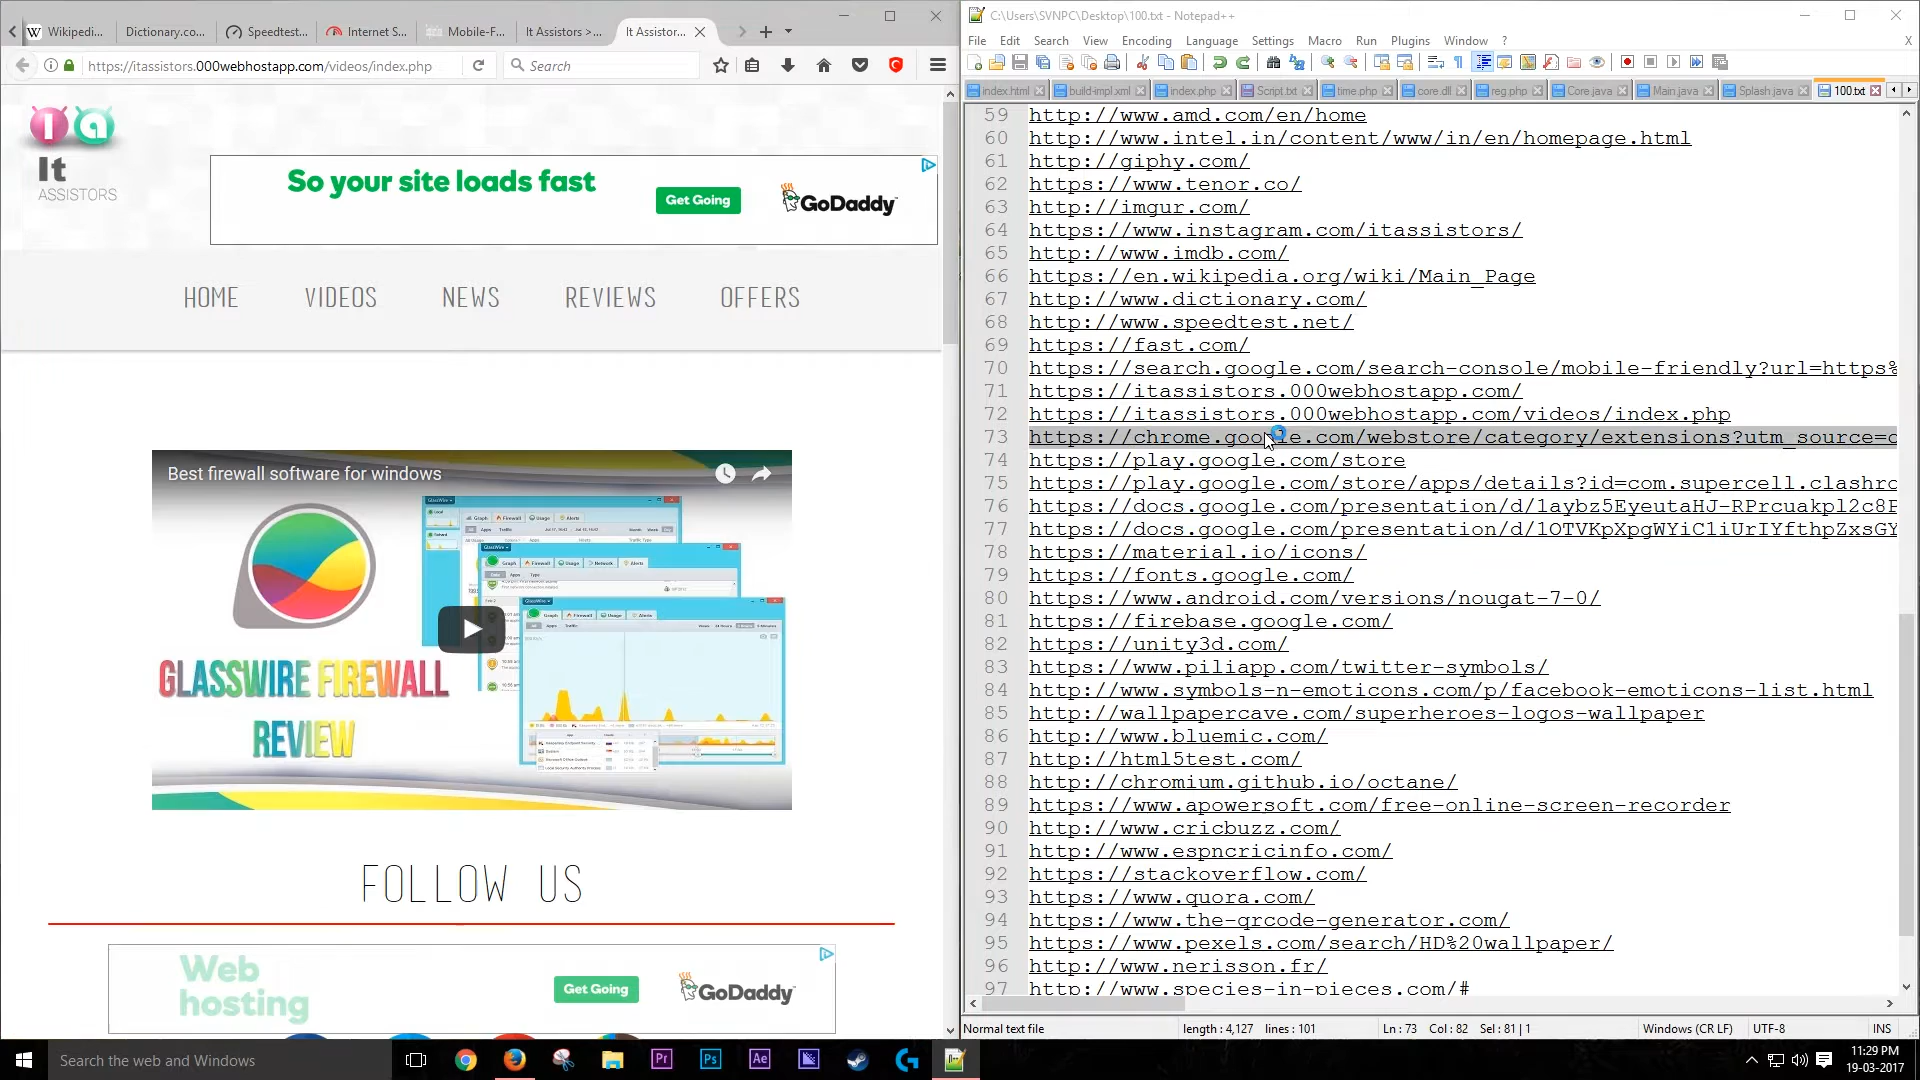 Wikipedi...
Dictionary.co...
Speedtest...
Internet S...
Mobile-F...
It Assistors >...
It Assistor...
https://itassistors.000webhostapp.com/videos/index.php
Search
It
ASSISTORS
So your site loads fast
Get Going
GoDaddy
HOME
VIDEOS
NEWS
REVIEWS
OFFERS
Best firewall software for windows
GLASSWIRE FIREWALL
REVIEW
FOLLOW US
Web
hosting
Get Going
GoDaddy
C:\Users\SVNPC\Desktop\100.txt - Notepad++
File Edit Search View Encoding Language Settings Macro Run Plugins Window ? X
index.html
build-impl.xml
index.php
Script.txt
time.php
core.dll
reg.php
Core.java
Main.java
Splash.java
100.txt
59 http://www.amd.com/en/home
60 http://www.intel.in/content/www/in/en/homepage.html
61 http://giphy.com/
62 https://www.tenor.co/
63 http://imgur.com/
64 https://www.instagram.com/itassistors/
65 http://www.imdb.com/
66 https://en.wikipedia.org/wiki/Main_Page
67 http://www.dictionary.com/
68 http://www.speedtest.net/
69 https://fast.com/
70 https://search.google.com/search-console/mobile-friendly?url=https%
71 https://itassistors.000webhostapp.com/
72 https://itassistors.000webhostapp.com/videos/index.php
73 https://chrome.google.com/webstore/category/extensions?utm_source=c
74 https://play.google.com/store
75 https://play.google.com/store/apps/details?id=com.supercell.clashro
76 https://docs.google.com/presentation/d/1aybz5EyeutaHJ-RPrcuakpl2c8P
77 https://docs.google.com/presentation/d/1OTVKpXpgWYiC1iUrIYfthpZxsGY
78 https://material.io/icons/
79 https://fonts.google.com/
80 https://www.android.com/versions/nougat-7-0/
81 https://firebase.google.com/
82 https://unity3d.com/
83 https://www.piliapp.com/twitter-symbols/
84 http://www.symbols-n-emoticons.com/p/facebook-emoticons-list.html
85 http://wallpapercave.com/superheroes-logos-wallpaper
86 http://www.bluemic.com/
87 http://html5test.com/
88 http://chromium.github.io/octane/
89 https://www.apowersoft.com/free-online-screen-recorder
90 http://www.cricbuzz.com/
91 http://www.espncricinfo.com/
92 https://stackoverflow.com/
93 https://www.quora.com/
94 https://www.the-qrcode-generator.com/
95 https://www.pexels.com/search/HD%20wallpaper/
96 http://www.nerisson.fr/
97 http://www.species-in-pieces.com/#
Normal text file
length : 4,127 lines : 101
Ln : 73 Col : 82 Sel : 81 | 1
Windows (CR LF)
UTF-8
INS
Search the web and Windows
Pr
Ps
Ae
11:29 PM
19-03-2017